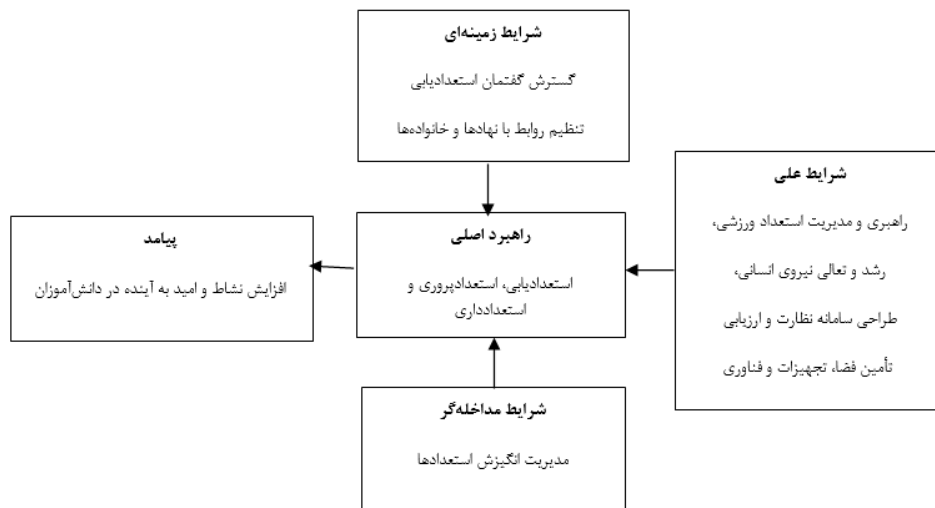 شرایط زمینه‌ای
گسترش گفتمان استعدادیابی
تنظیم روابط با نهادها و خانواده‌ها
شرایط علی
راهبری و مدیریت استعداد ورزشی،
رشد و تعالی نیروی انسانی،
طراحی سامانه نظارت و ارزیابی
تأمین فضا، تجهیزات و فناوری
راهبرد اصلی
استعدادیابی، استعدادپروری و
استعدادداری
پیامد
افزایش نشاط و امید به آینده در دانش‌آموزان
شرایط مداخله‌گر
مدیریت انگیزش استعدادها